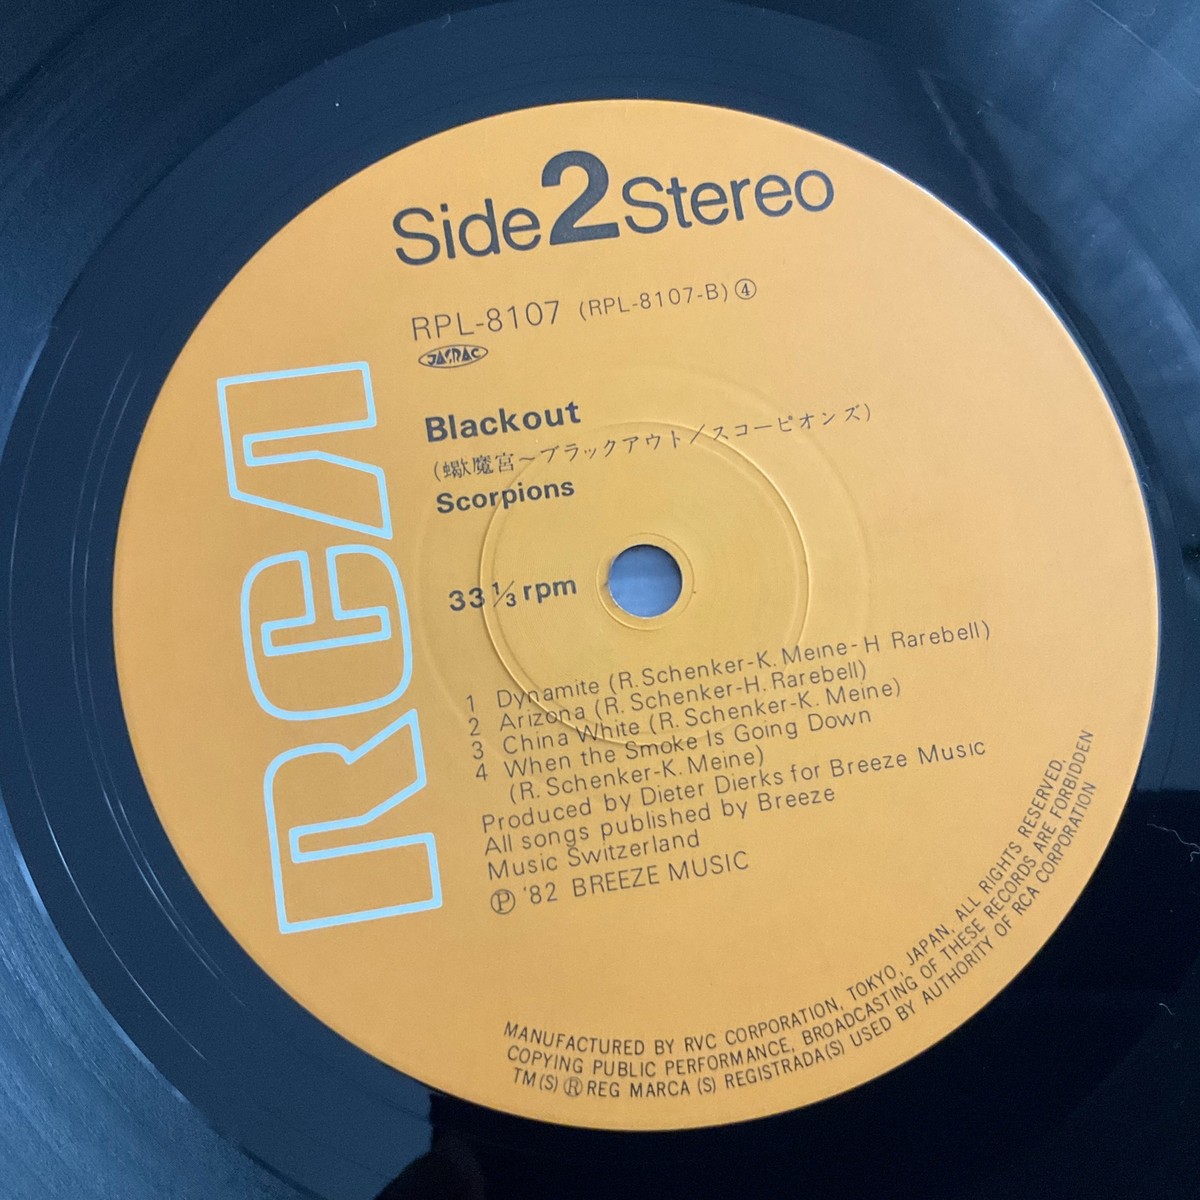 Side 2 Stereo
RPL-8107 (RPL-8107-B) ④
JASRAC
Blackout
(蠍魔宮～ブラックアウト／スコーピオンズ)
Scorpions
33 1/3 rpm
1 Dynamite (R. Schenker-K. Meine-H Rarebell)
2 Arizona (R. Schenker-H. Rarebell)
3 China White (R. Schenker-K. Meine)
4 When the Smoke Is Going Down
(R. Schenker-K. Meine)
Produced by Dieter Dierks for Breeze Music
All songs published by Breeze
Music Switzerland
Ⓟ '82 BREEZE MUSIC
RCA
MANUFACTURED BY RVC CORPORATION, TOKYO, JAPAN, ALL RIGHTS RESERVED,
COPYING PUBLIC PERFORMANCE, BROADCASTING OF THESE RECORDS ARE FORBIDDEN
TM(S) ® REG MARCA (S) REGISTRADA(S) USED BY AUTHORITY OF RCA CORPORATION